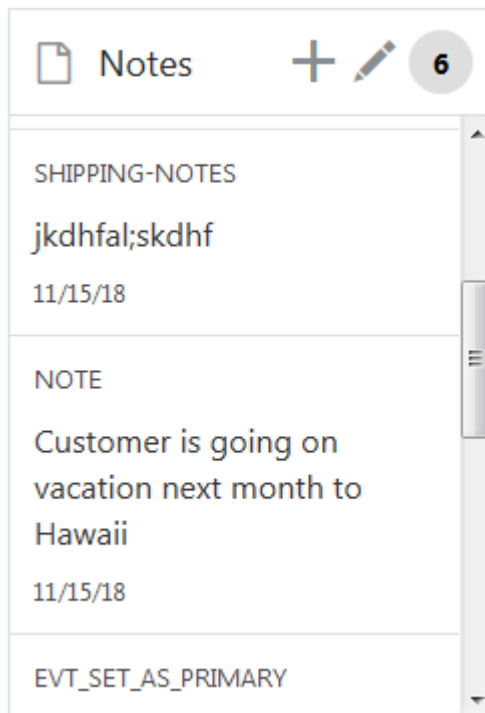 Notes 6
SHIPPING-NOTES
jkdhfal;skdhf
11/15/18
NOTE
Customer is going on
vacation next month to
Hawaii
11/15/18
EVT_SET_AS_PRIMARY